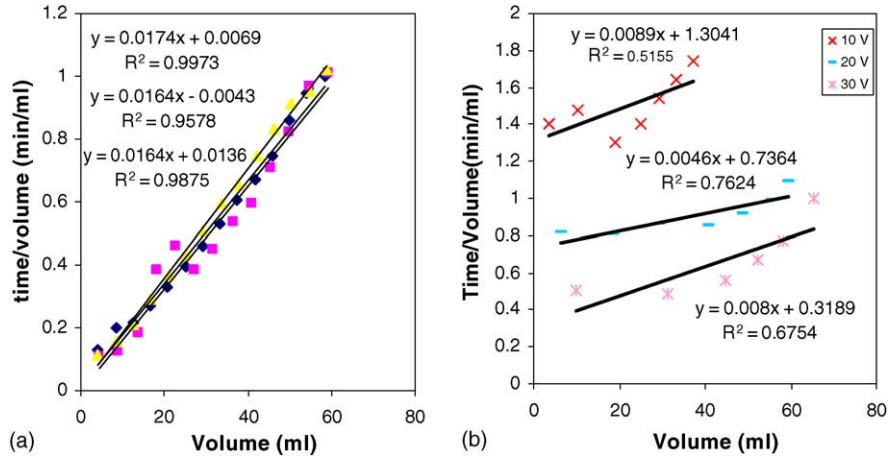 y = 0.0174x + 0.0069
R² = 0.9973
y = 0.0164x - 0.0043
R² = 0.9578
y = 0.0164x + 0.0136
R² = 0.9875
time/volume (min/ml)
1.2
1
0.8
0.6
0.4
0.2
0
0 20 40 60 80
Volume (ml)
(a)
y = 0.0089x + 1.3041
R² = 0.5155
10 V
20 V
30 V
y = 0.0046x + 0.7364
R² = 0.7624
y = 0.008x + 0.3189
R² = 0.6754
Time/Volume(min/ml)
2
1.8
1.6
1.4
1.2
1
0.8
0.6
0.4
0.2
0
0 20 40 60 80
Volume (ml)
(b)